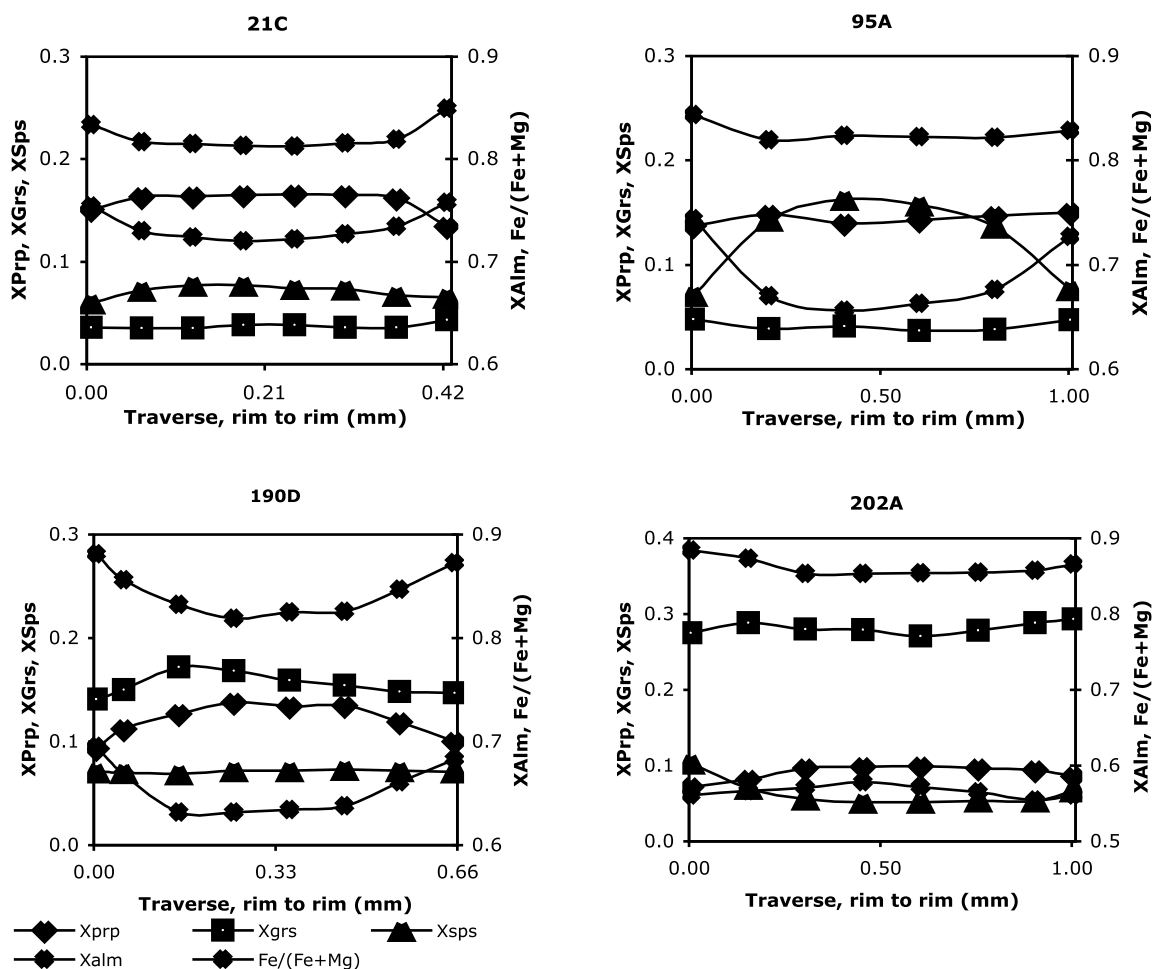 21C
0.3
0.2
0.1
0.0
0.9
0.8
0.7
0.6
0.00
0.21
0.42
XPrp, XGrs, XSps
XAlm, Fe/(Fe+Mg)
Traverse, rim to rim (mm)
95A
0.3
0.2
0.1
0.0
0.9
0.8
0.7
0.6
0.00
0.50
1.00
XPrp, XGrs, XSps
XAlm, Fe/(Fe+Mg)
Traverse, rim to rim (mm)
190D
0.3
0.2
0.1
0.0
0.9
0.8
0.7
0.6
0.00
0.33
0.66
XPrp, XGrs, XSps
XAlm, Fe/(Fe+Mg)
Traverse, rim to rim (mm)
202A
0.4
0.3
0.2
0.1
0.0
0.9
0.8
0.7
0.6
0.5
0.00
0.50
1.00
XPrp, XGrs, XSps
XAlm, Fe/(Fe+Mg)
Traverse, rim to rim (mm)
Xprp
Xgrs
Xsps
Xalm
Fe/(Fe+Mg)